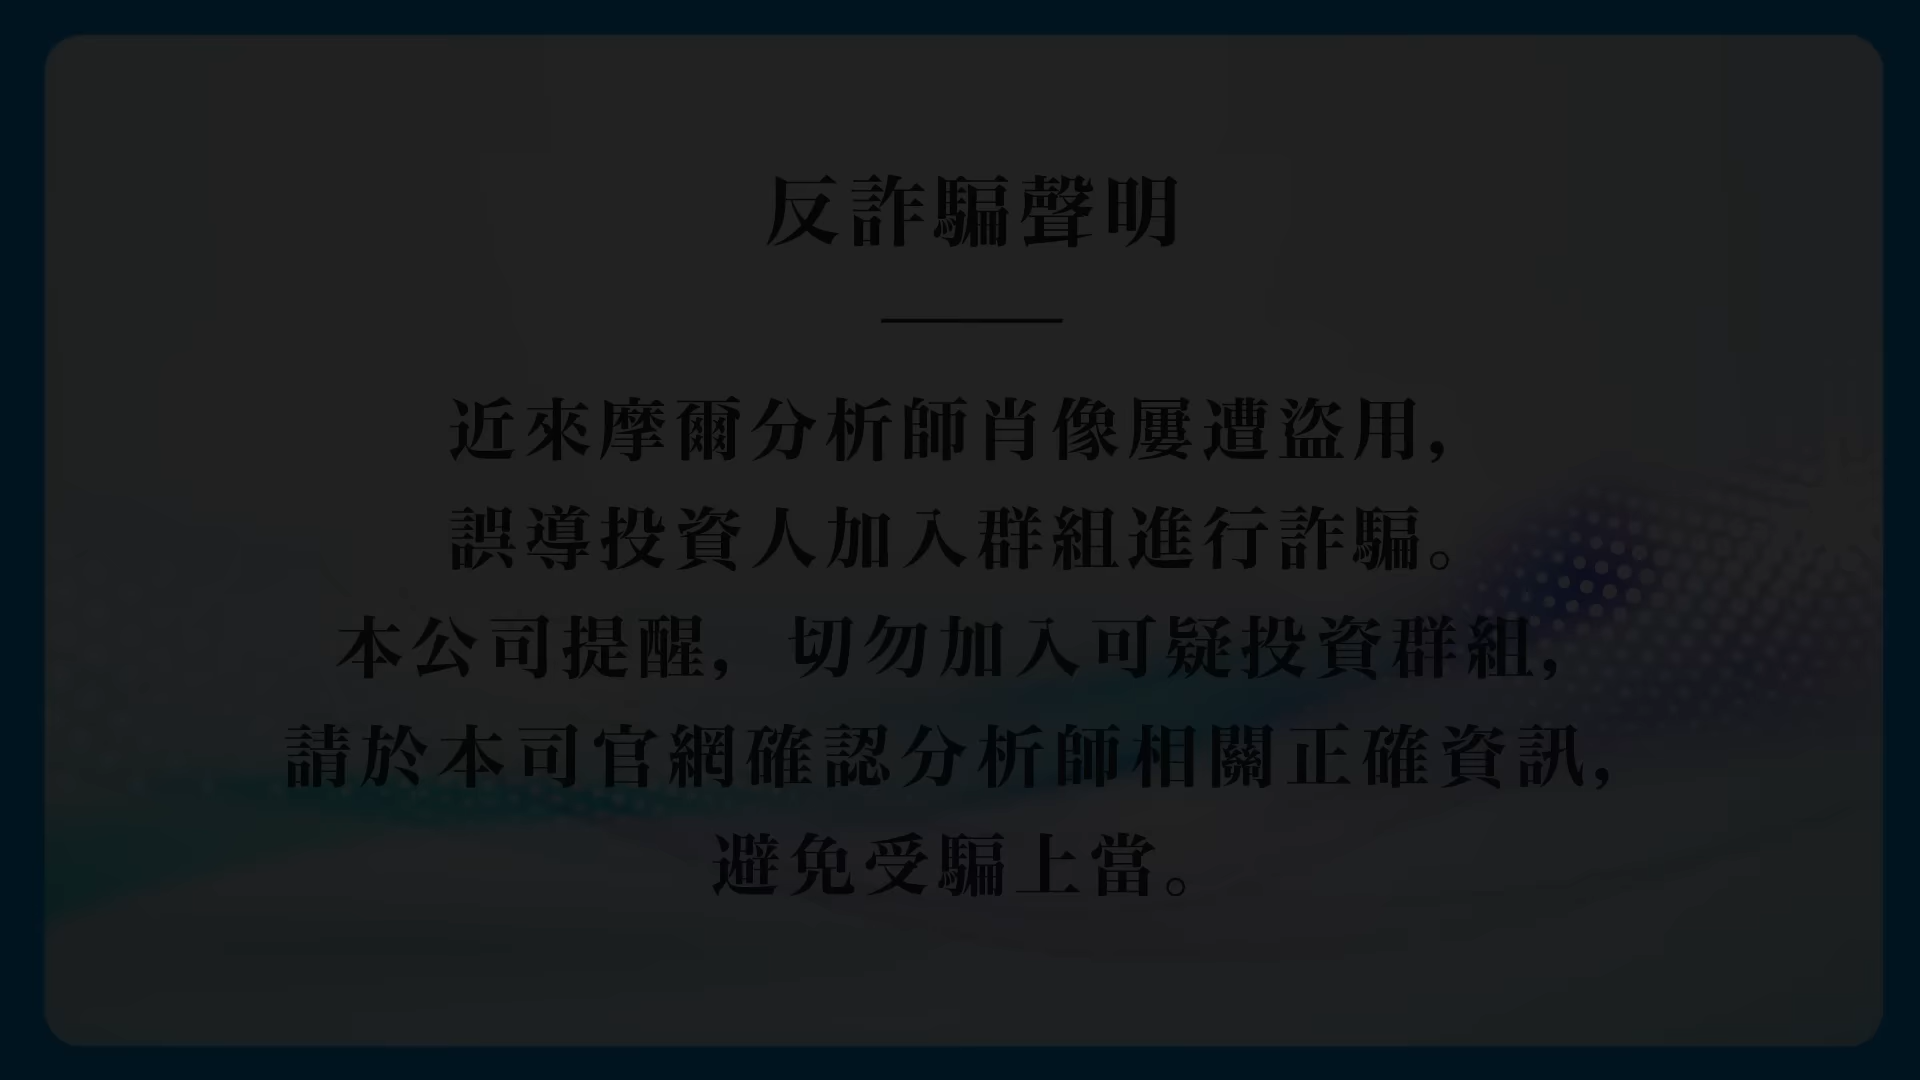 反詐騙聲明
近來摩爾分析師肖像屢遭盜用，
誤導投資人加入群組進行詐騙。
本公司提醒，切勿加入可疑投資群組，
請於本司官網確認分析師相關正確資訊，
避免受騙上當。